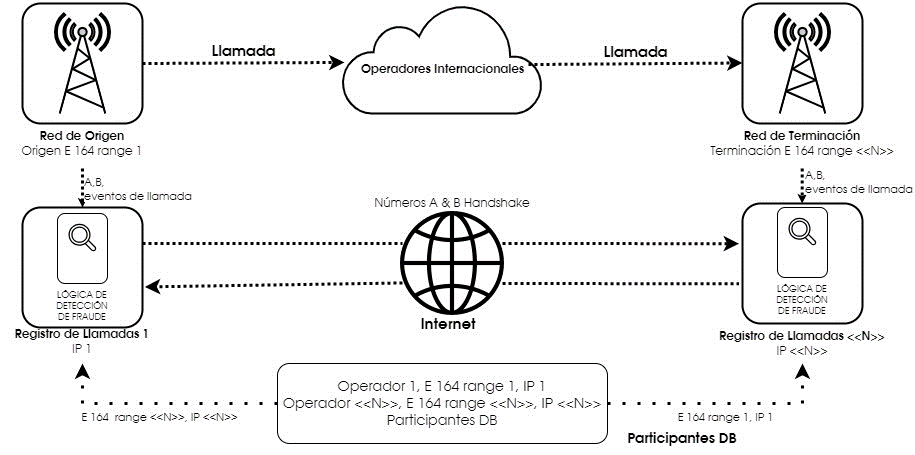 Llamada
Operadores Internacionales
Llamada
Red de Origen
Origen E 164 range 1
Red de Terminación
Terminación E 164 range <<N>>
A,B,
eventos de llamada
A,B,
eventos de llamada
Números A & B Handshake
LÓGICA DE
DETECCIÓN
DE FRAUDE
Internet
LÓGICA DE
DETECCIÓN
DE FRAUDE
Registro de Llamadas 1
IP 1
Registro de Llamadas <<N>>
IP <<N>>
Operador 1, E 164 range 1, IP 1
Operador <<N>>, E 164 range <<N>>, IP <<N>>
Participantes DB
E 164 range <<N>>, IP <<N>>
E 164 range 1, IP 1
Participantes DB